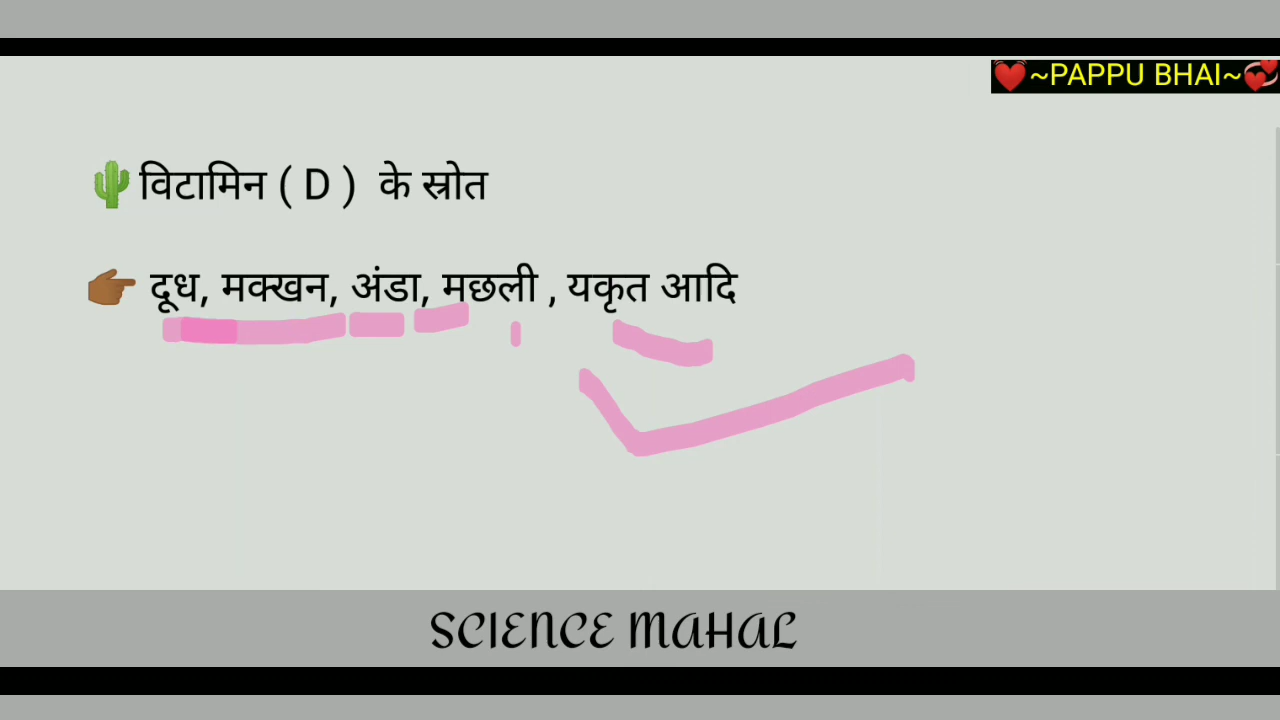 ❤️~PAPPU BHAI~💞
🌵विटामिन ( D ) के स्रोत
👉🏾 दूध, मक्खन, अंडा, मछली , यकृत आदि
SCIENCE MAHAL